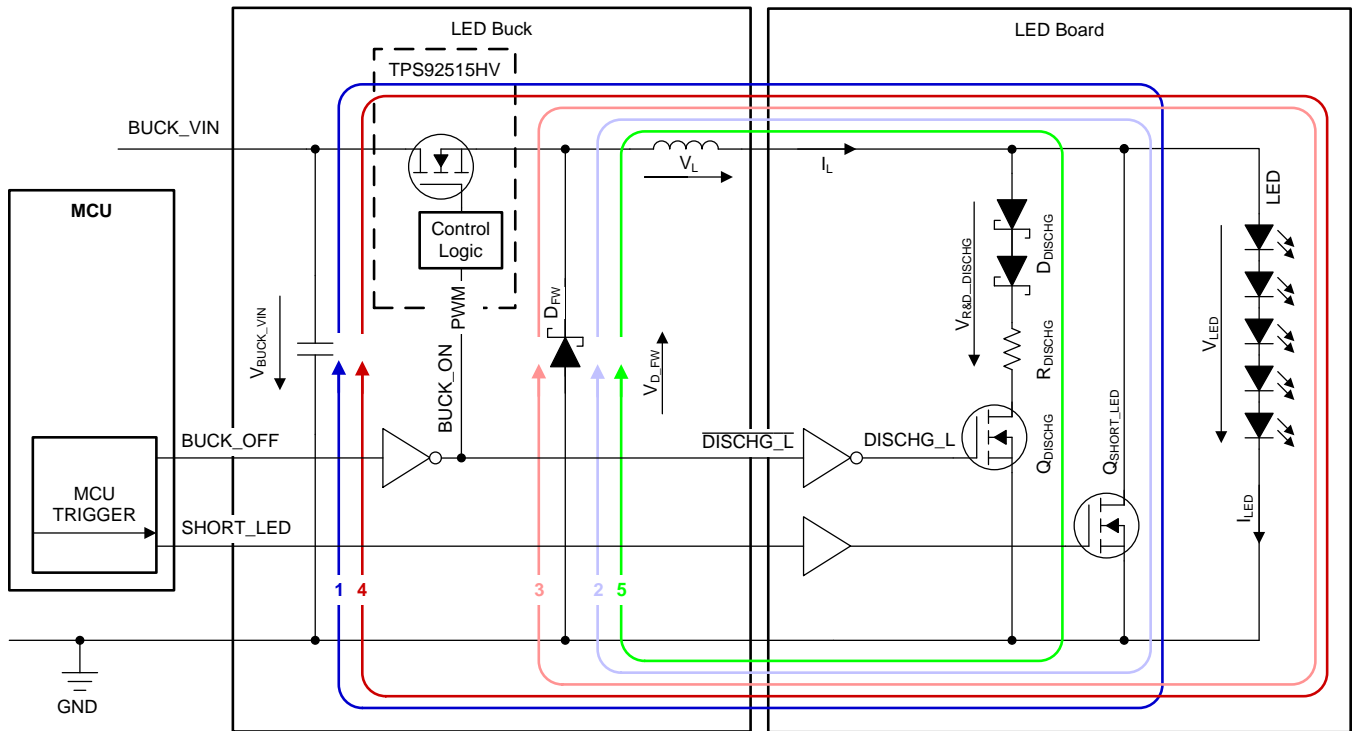 LED Buck
LED Board
TPS92515HV
BUCK_VIN
V_L
I_L
MCU
Control
Logic
PWM
BUCK_ON
V_BUCK_VIN
D_FW
V_D_FW
V_R&D_DISCHG
D_DISCHG
R_DISCHG
LED
V_LED
BUCK_OFF
DISCHG_L
DISCHG_L
Q_DISCHG
Q_SHORT_LED
MCU
TRIGGER
SHORT_LED
I_LED
1 4 3 2 5
GND